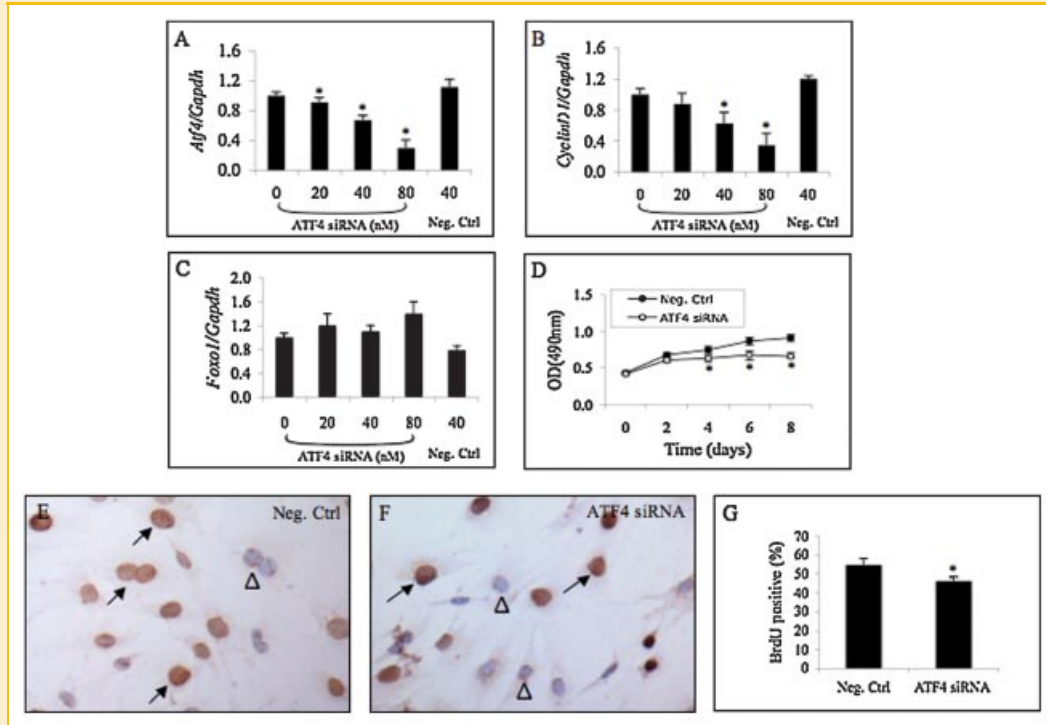 A
1.6
1.2
0.8
0.4
0.0
Atf4/Gapdh
*
*
*
0 20 40 80 40
ATF4 siRNA (nM) Neg. Ctrl
B
1.6
1.2
0.8
0.4
0.0
CyclinD1/Gapdh
*
*
0 20 40 80 40
ATF4 siRNA (nM) Neg. Ctrl
C
2.0
1.6
1.2
0.8
0.4
0.0
Foxo1/Gapdh
0 20 40 80 40
ATF4 siRNA (nM) Neg. Ctrl
D
Neg. Ctrl
ATF4 siRNA
1.5
1.0
0.5
0.0
OD(490nm)
* * *
0 2 4 6 8
Time (days)
E Neg. Ctrl
F ATF4 siRNA
G
70
60
50
40
30
20
10
0
BrdU positive (%)
*
Neg. Ctrl ATF4 siRNA